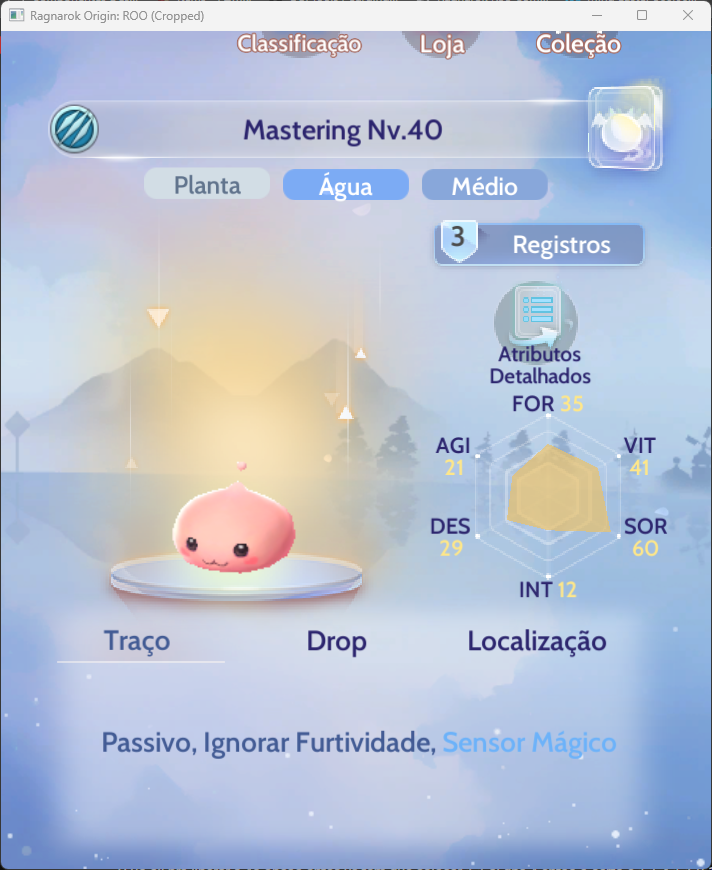 Ragnarok Origin: ROO (Cropped)
Classificação
Loja
Coleção
Mastering Nv.40
Planta
Água
Médio
3
Registros
Atributos
Detalhados
FOR 35
AGI
21
VIT
41
DES
29
SOR
60
INT 12
Traço
Drop
Localização
Passivo, Ignorar Furtividade, Sensor Mágico